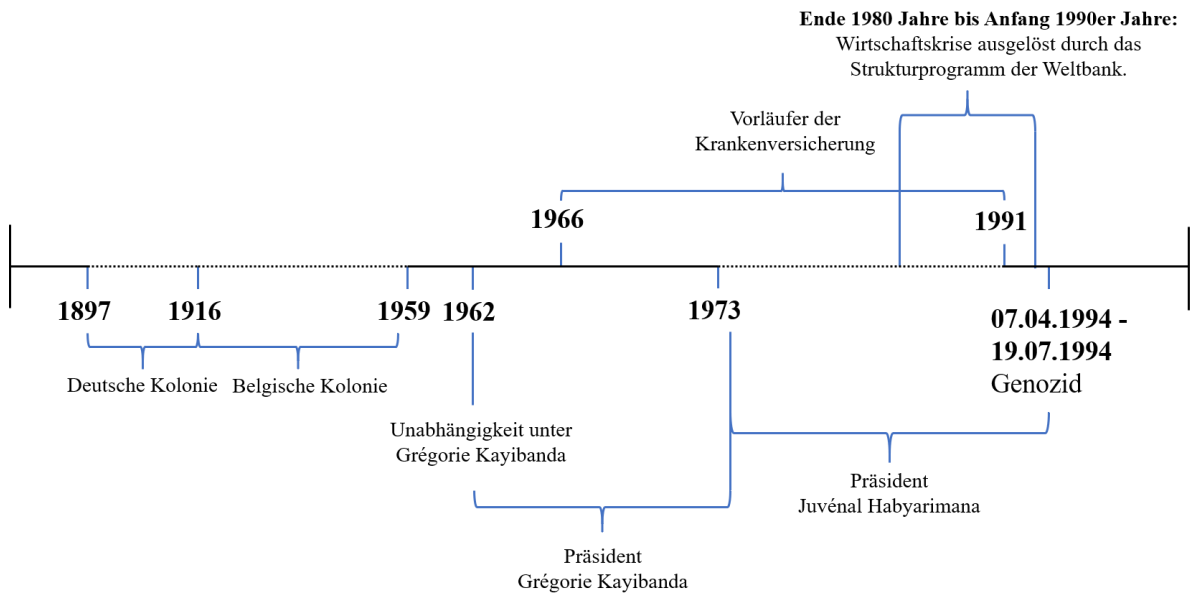 Ende 1980 Jahre bis Anfang 1990er Jahre:
Wirtschaftskrise ausgelöst durch das
Strukturprogramm der Weltbank.
Vorläufer der
Krankenversicherung
1966
1991
1897
1916
1959
1962
1973
07.04.1994 -
19.07.1994
Genozid
Deutsche Kolonie
Belgische Kolonie
Unabhängigkeit unter
Grégorie Kayibanda
Präsident
Juvénal Habyarimana
Präsident
Grégorie Kayibanda